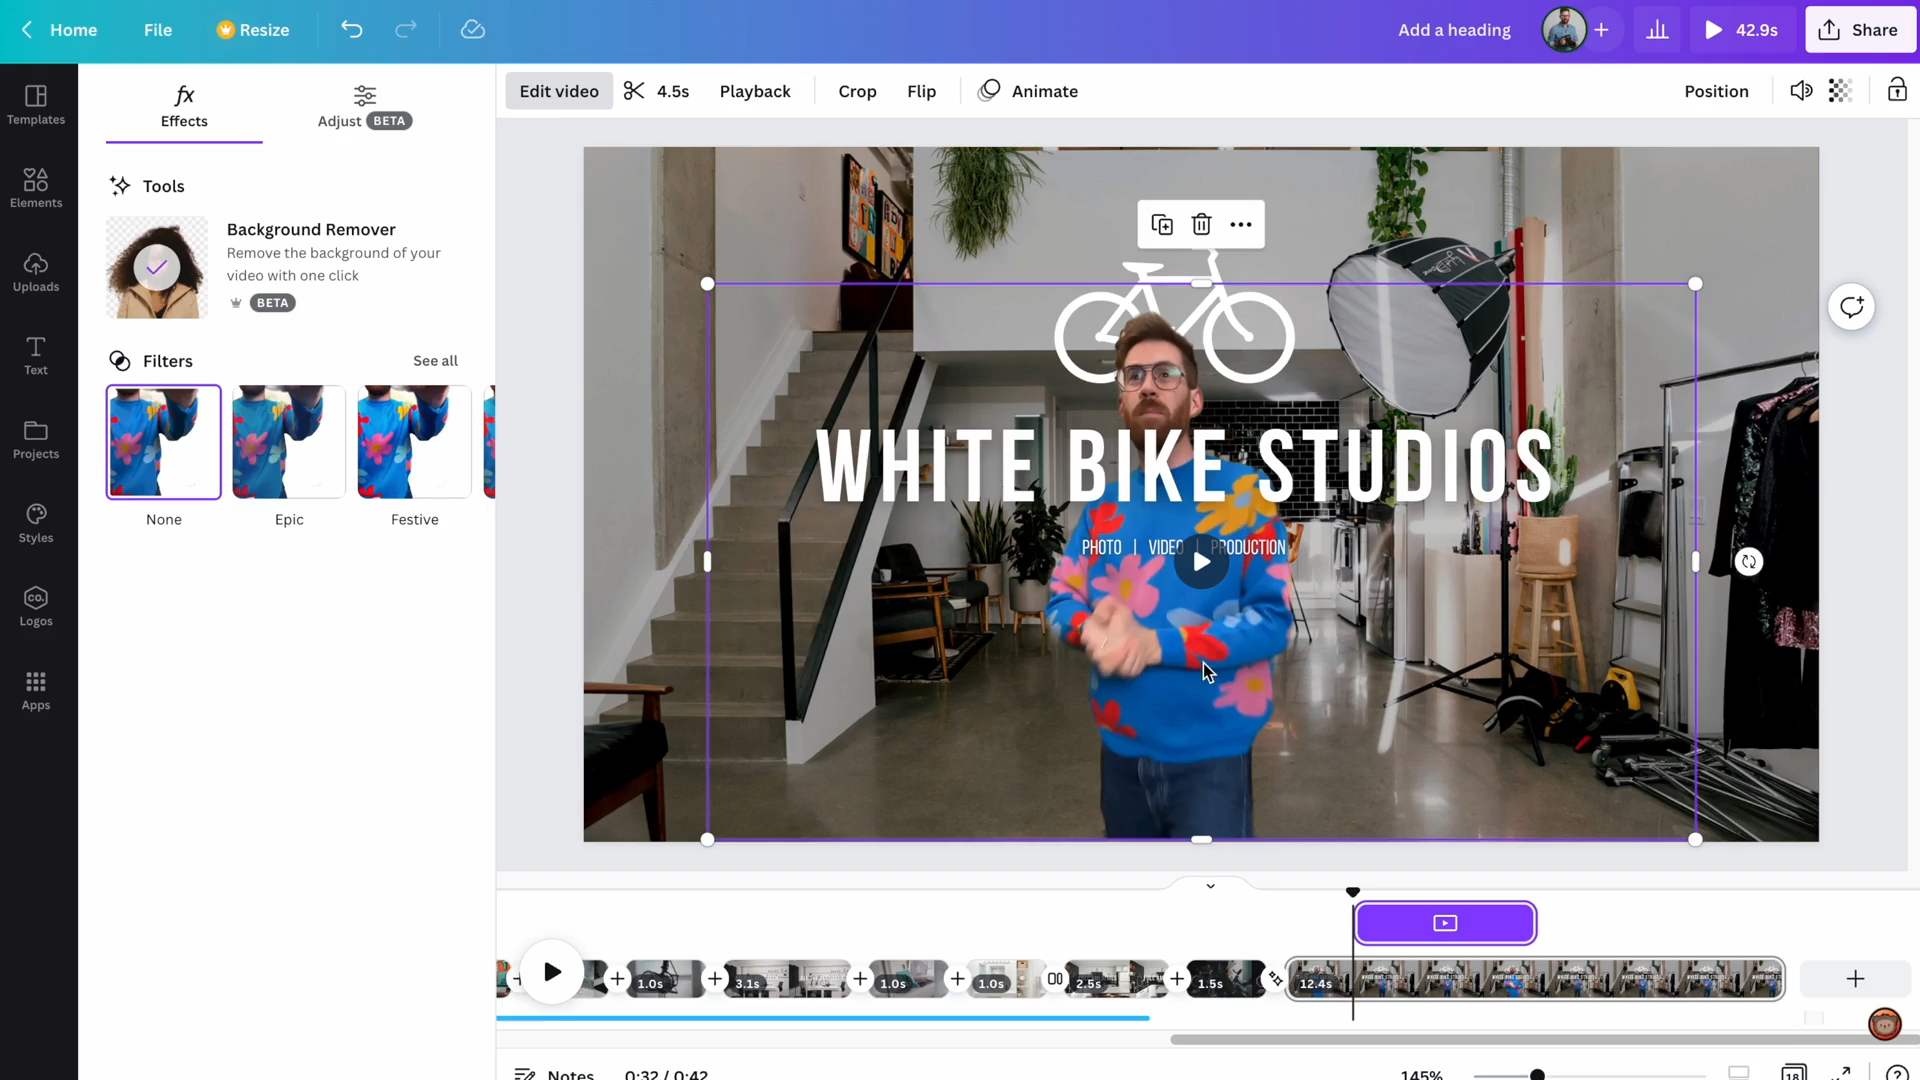 Home
File
Resize
Add a heading
42.9s
Share
Templates
Elements
Uploads
Text
Projects
Styles
CO.
Logos
Apps
fx
Effects
Adjust BETA
Tools
Background Remover
Remove the background of your
video with one click
BETA
Filters
See all
None
Epic
Festive
Edit video
4.5s
Playback
Crop
Flip
Animate
Position
WHITE BIKE STUDIOS
PHOTO | VIDEO | PRODUCTION
1.0s
3.1s
1.0s
1.0s
2.5s
1.5s
12.4s
Notes
0:32 / 0:42
145%
18
?